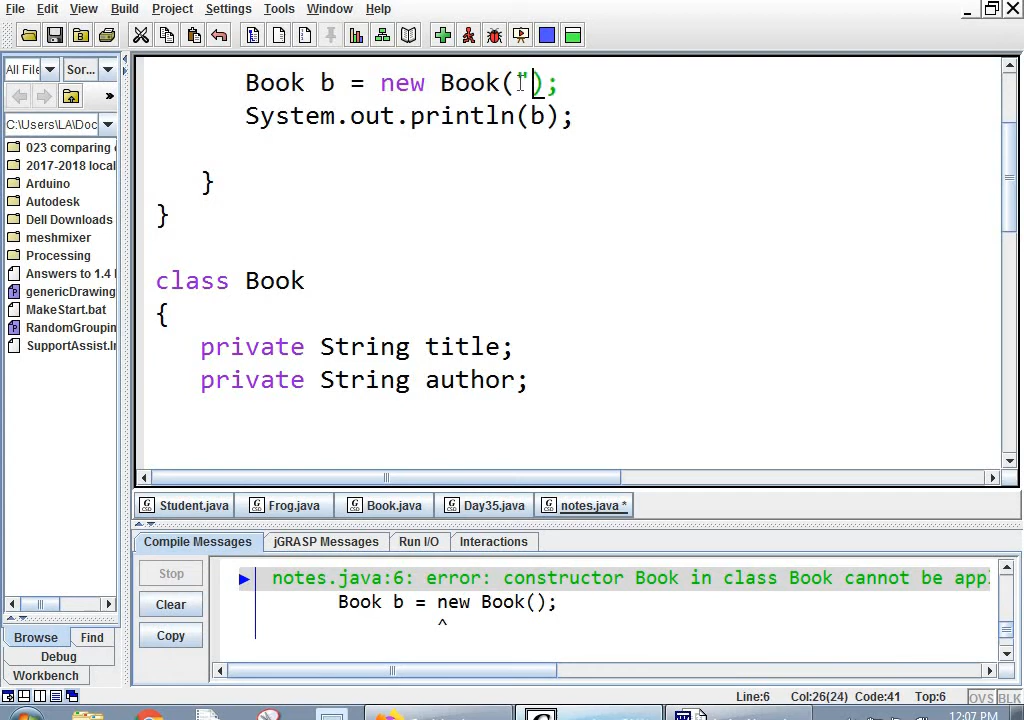 File Edit View Build Project Settings Tools Window Help
All File Sor...
C:\Users\LA\Doc
023 comparing
2017-2018 local
Arduino
Autodesk
Dell Downloads
meshmixer
Processing
Answers to 1.4
genericDrawing
MakeStart.bat
RandomGroupin
SupportAssist.
Browse Find
Debug
Workbench
Book b = new Book(");
System.out.println(b);
}
}
class Book
{
private String title;
private String author;
Student.java Frog.java Book.java Day35.java notes.java *
Compile Messages jGRASP Messages Run I/O Interactions
Stop
Clear
Copy
notes.java:6: error: constructor Book in class Book cannot be app
Book b = new Book();
^
Line:6 Col:26(24) Code:41 Top:6 OVS BLK
12:07 PM